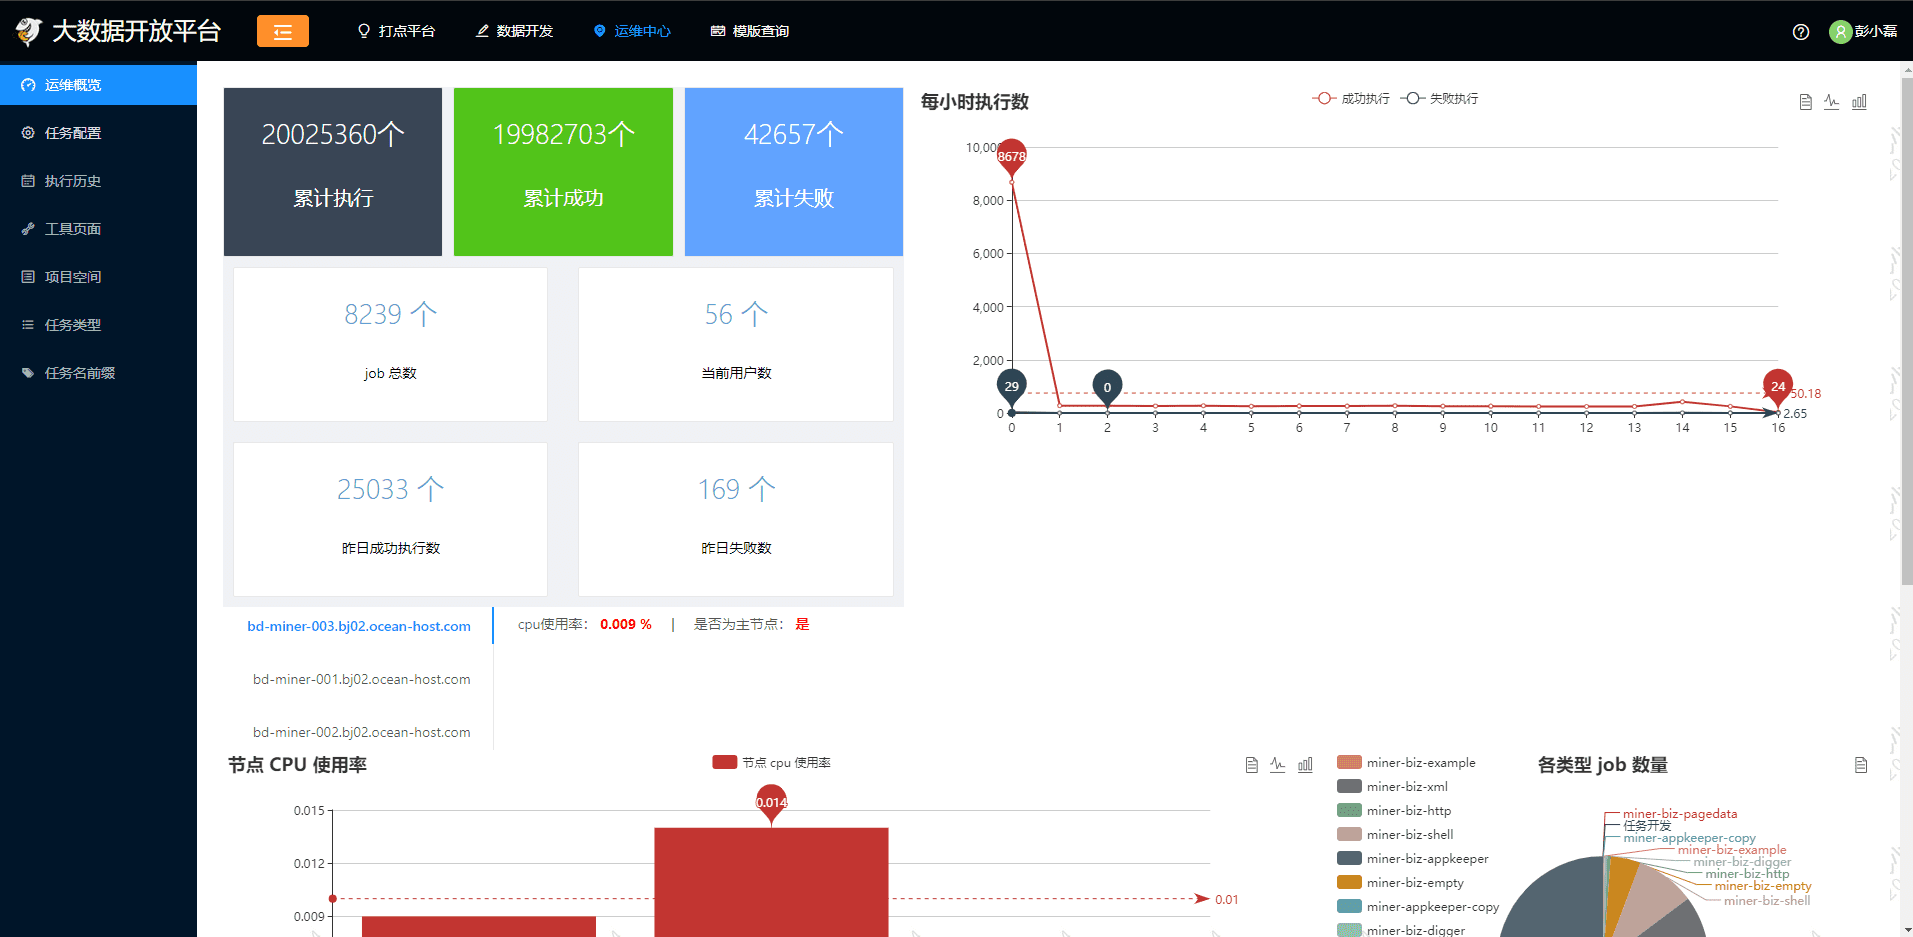 大数据开放平台
打点平台
数据开发
运维中心
模版查询
彭小磊
运维概览
任务配置
执行历史
工具页面
项目空间
任务类型
任务名前缀
20025360个
累计执行
19982703个
累计成功
42657个
累计失败
8239 个
job 总数
56 个
当前用户数
25033 个
昨日成功执行数
169 个
昨日失败数
每小时执行数
成功执行
失败执行
10,000
8,000
6,000
4,000
2,000
0
8678
29
0
24
50.18
2.65
0 1 2 3 4 5 6 7 8 9 10 11 12 13 14 15 16
bd-miner-003.bj02.ocean-host.com
cpu使用率： 0.009 % | 是否为主节点： 是
bd-miner-001.bj02.ocean-host.com
bd-miner-002.bj02.ocean-host.com
节点 CPU 使用率
节点 cpu 使用率
0.015
0.012
0.009
0.014
0.01
miner-biz-example
miner-biz-xml
miner-biz-http
miner-biz-shell
miner-biz-appkeeper
miner-biz-empty
miner-appkeeper-copy
miner-biz-digger
各类型 job 数量
miner-biz-pagedata
任务开发
miner-appkeeper-copy
miner-biz-example
miner-biz-digger
miner-biz-http
miner-biz-empty
miner-biz-shell